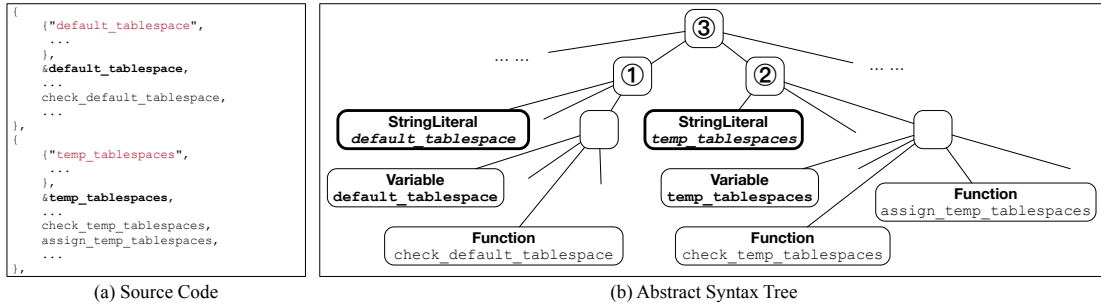 {
{"default_tablespace",
...
},
&default_tablespace,
...
check_default_tablespace,
...
},
{
{"temp_tablespaces",
...
},
&temp_tablespaces,
...
check_temp_tablespaces,
assign_temp_tablespaces,
...
},
(a) Source Code
③
... ...
①
②
... ...
StringLiteral
default_tablespace
StringLiteral
temp_tablespaces
Variable
default_tablespace
Variable
temp_tablespaces
Function
assign_temp_tablespaces
Function
check_default_tablespace
Function
check_temp_tablespaces
(b) Abstract Syntax Tree